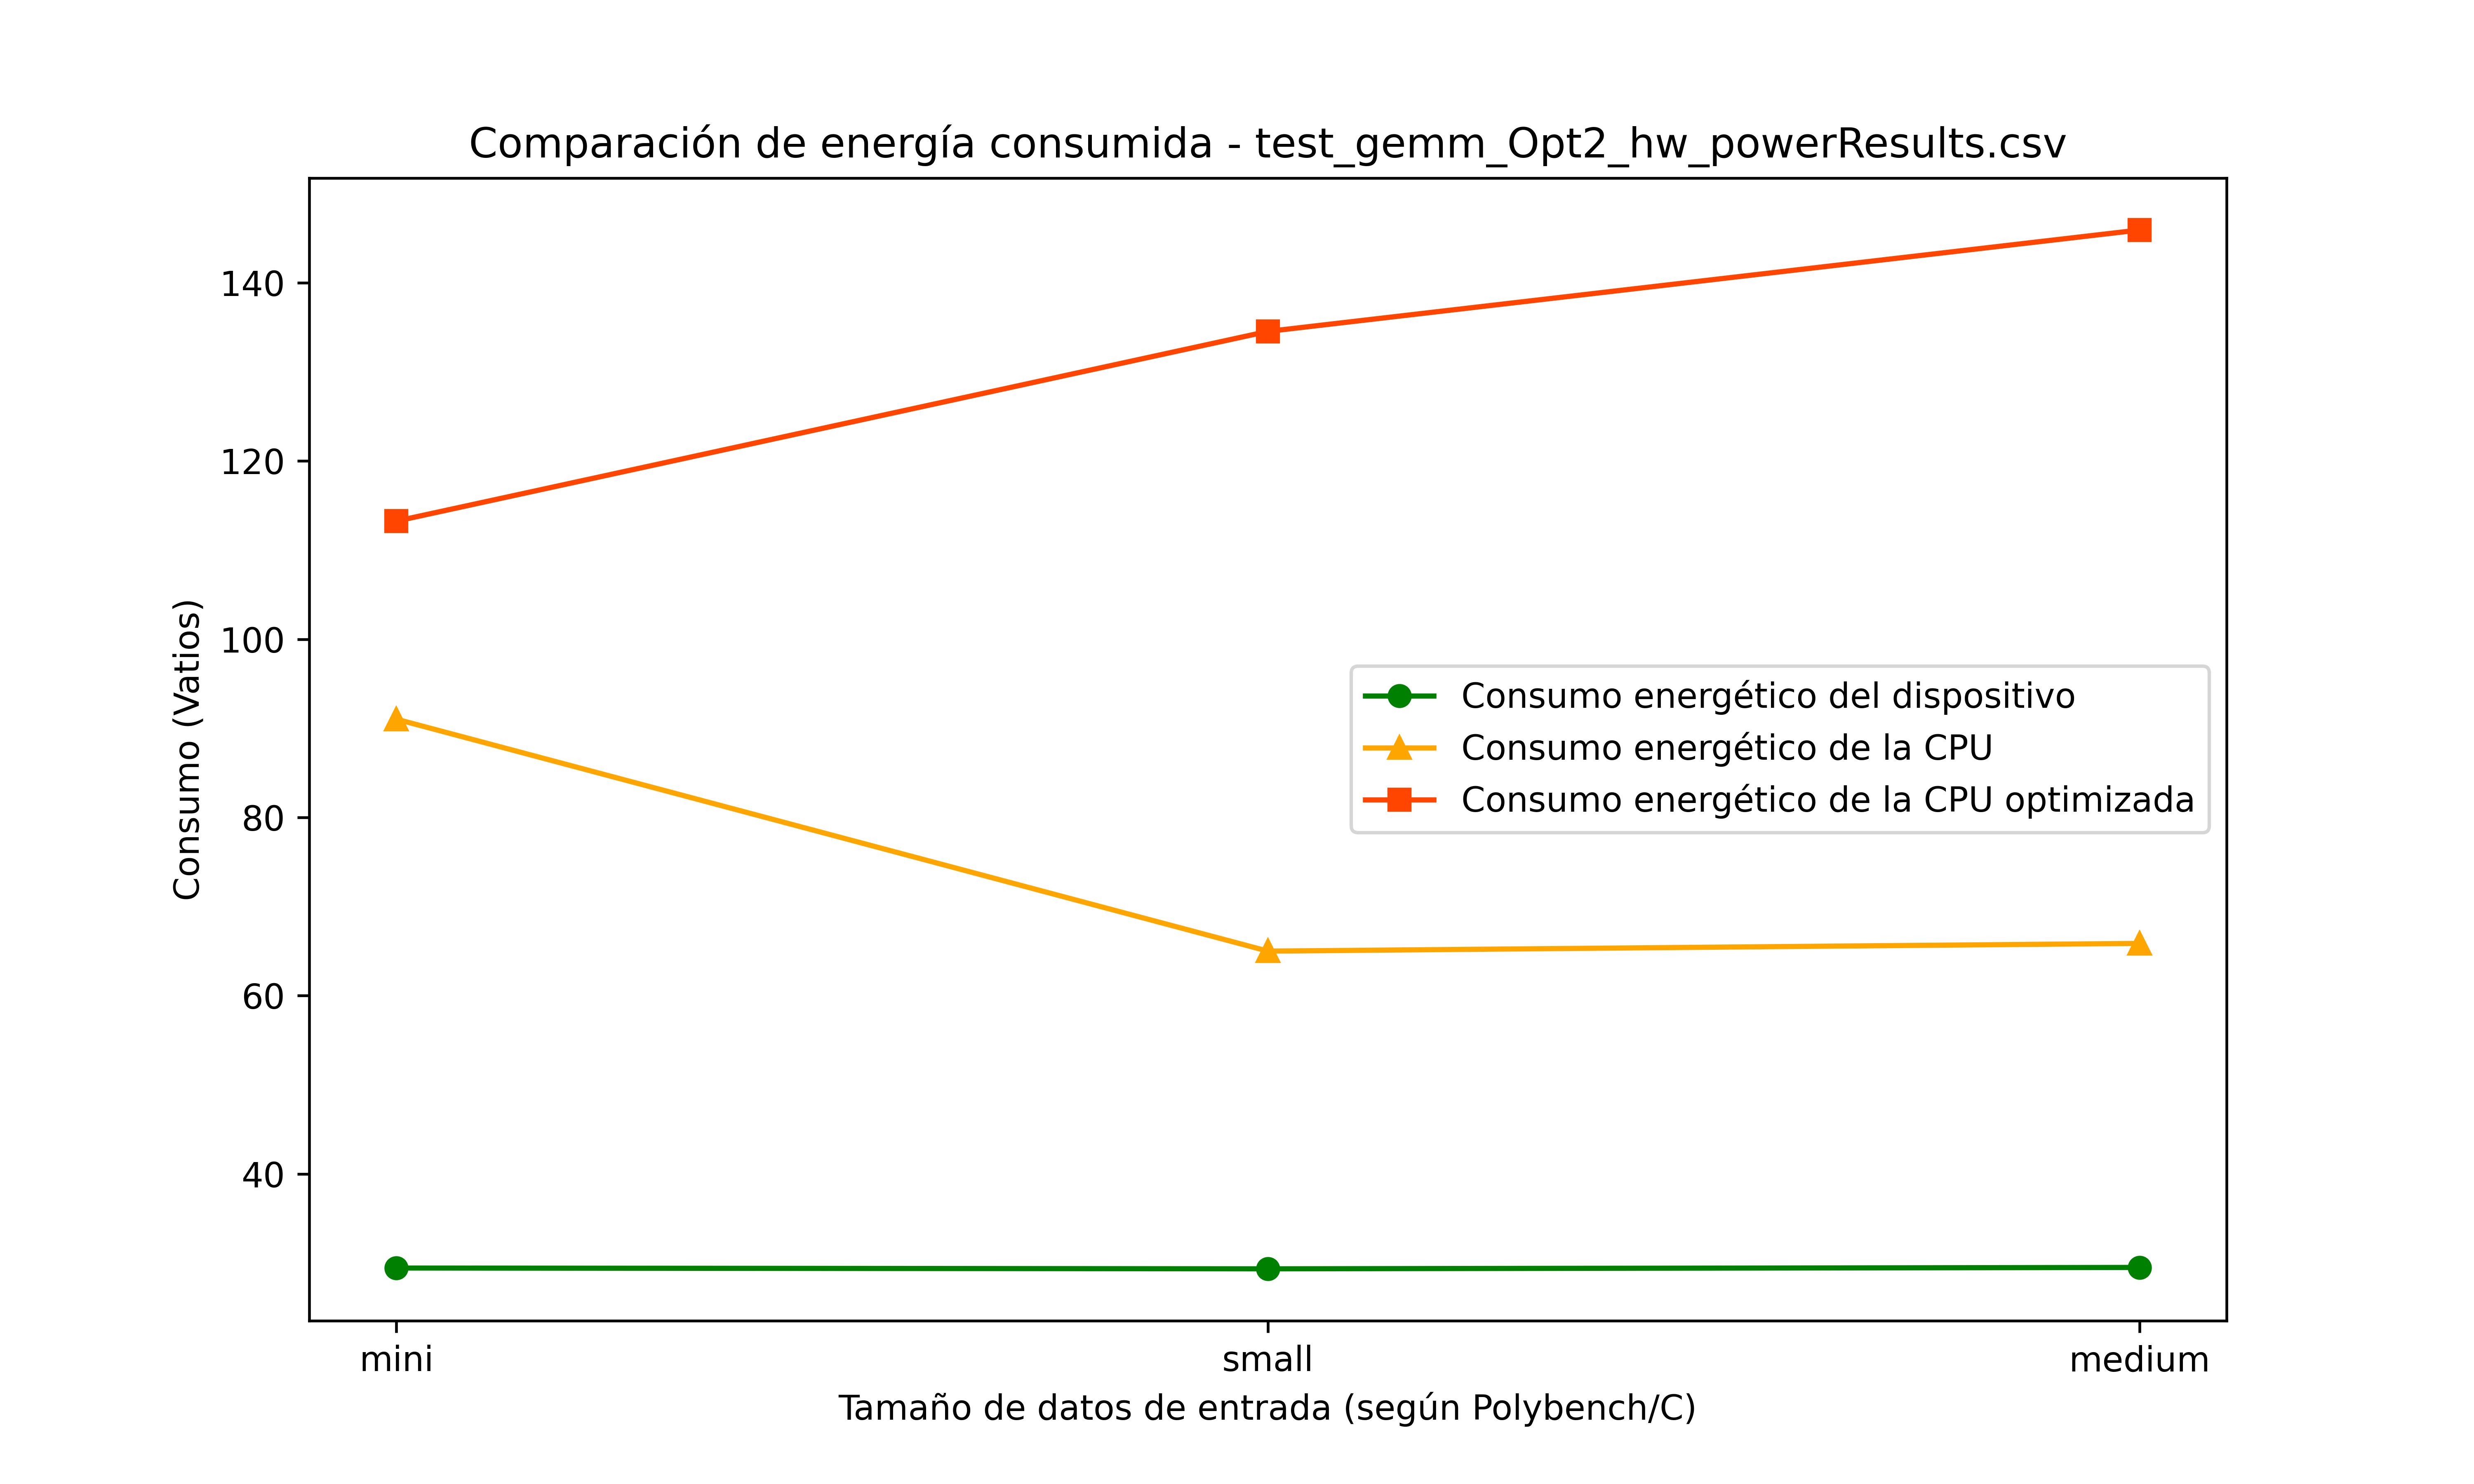 Comparación de energía consumida - test_gemm_Opt2_hw_powerResults.csv
Consumo (Vatios)
140
120
100
80
60
40
Consumo energético del dispositivo
Consumo energético de la CPU
Consumo energético de la CPU optimizada
mini small medium
Tamaño de datos de entrada (según Polybench/C)